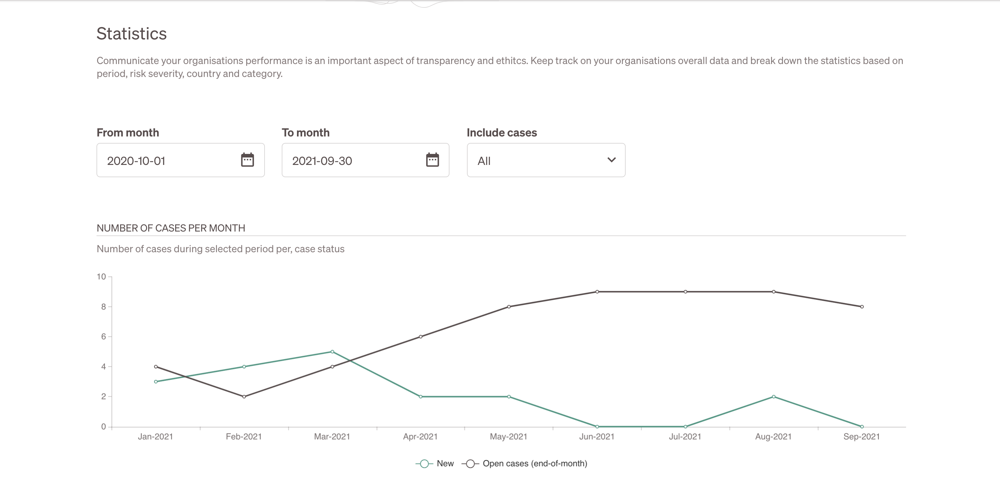 Statistics
Communicate your organisations performance is an important aspect of transparency and ethitcs. Keep track on your organisations overall data and break down the statistics based on
period, risk severity, country and category.
From month
To month
Include cases
2020-10-01
2021-09-30
All
NUMBER OF CASES PER MONTH
Number of cases during selected period per, case status
10
8
6
4
2
0
Jan-2021 Feb-2021 Mar-2021 Apr-2021 May-2021 Jun-2021 Jul-2021 Aug-2021 Sep-2021
New Open cases (end-of-month)